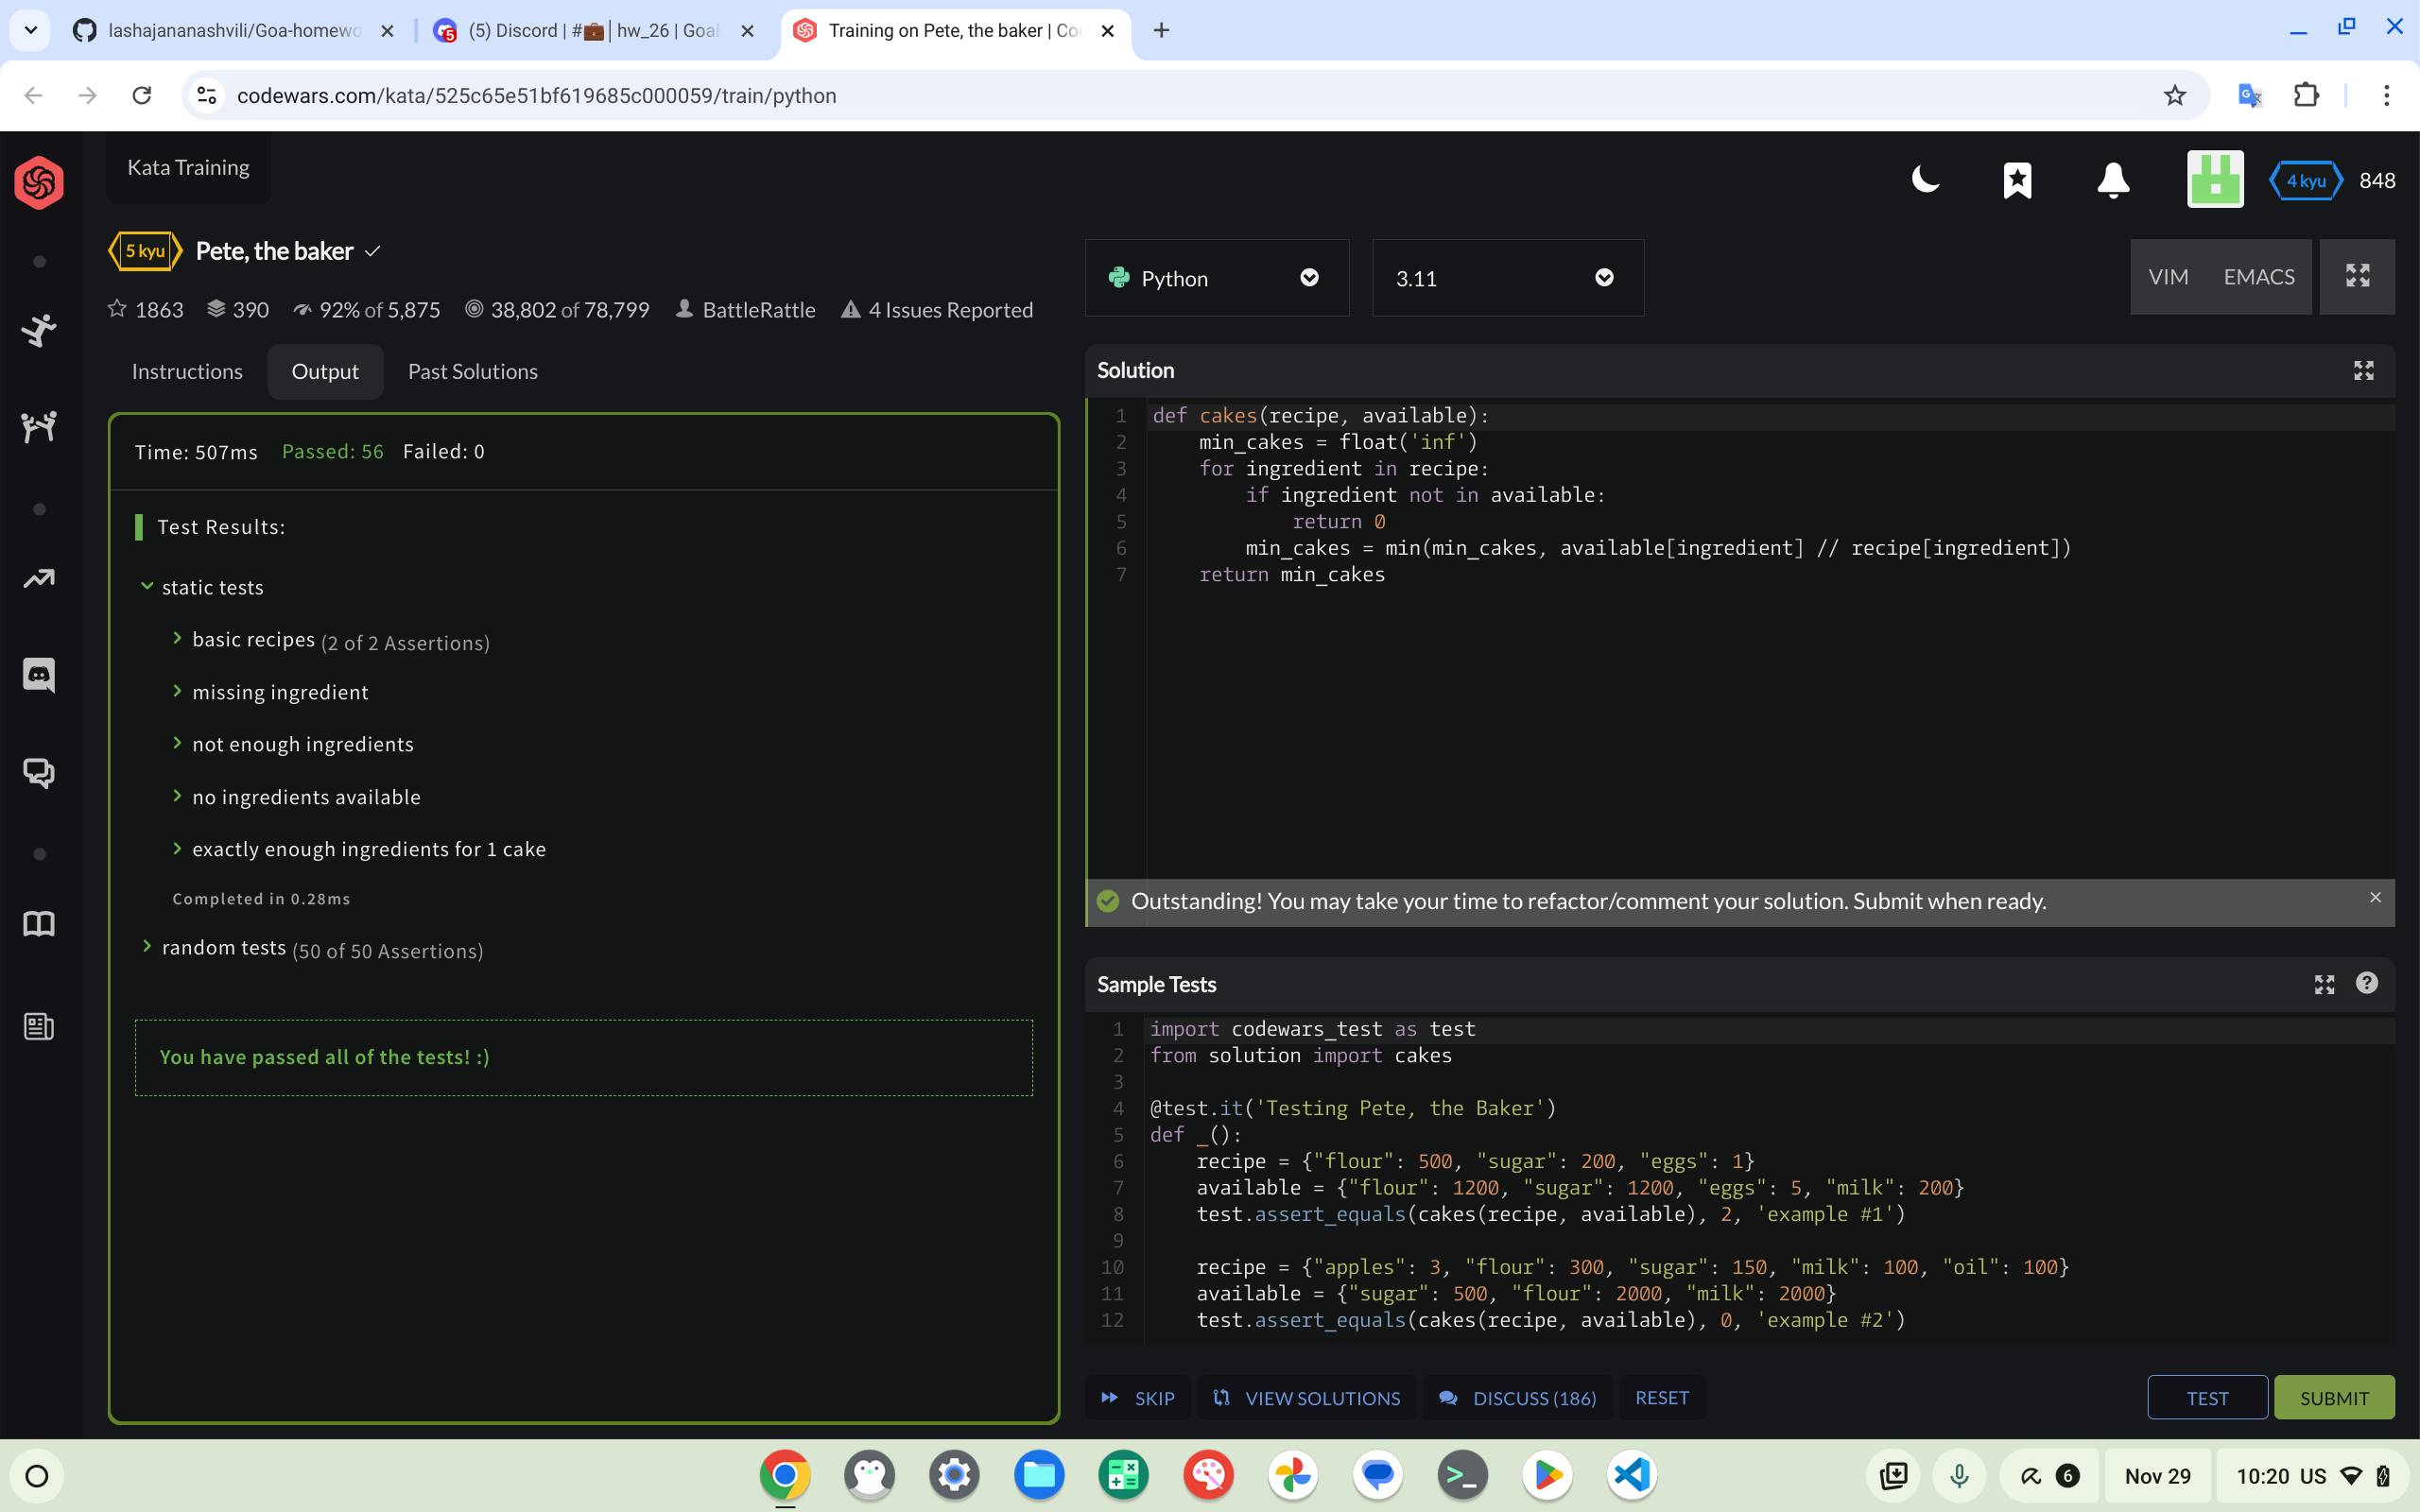 lashajananashvili/Goa-homewo
(5) Discord | #💼│hw_26 | Goal
Training on Pete, the baker | Co
codewars.com/kata/525c65e51bf619685c000059/train/python
Kata Training
4 kyu
848
5 kyu
Pete, the baker
1863
390
92% of 5,875
38,802 of 78,799
BattleRattle
4 Issues Reported
Instructions
Output
Past Solutions
Time: 507ms
Passed: 56
Failed: 0
Test Results:
static tests
basic recipes (2 of 2 Assertions)
missing ingredient
not enough ingredients
no ingredients available
exactly enough ingredients for 1 cake
Completed in 0.28ms
random tests (50 of 50 Assertions)
You have passed all of the tests! :)
Python
3.11
VIM
EMACS
Solution
1 def cakes(recipe, available):
2     min_cakes = float('inf')
3     for ingredient in recipe:
4         if ingredient not in available:
5             return 0
6         min_cakes = min(min_cakes, available[ingredient] // recipe[ingredient])
7     return min_cakes
Outstanding! You may take your time to refactor/comment your solution. Submit when ready.
Sample Tests
1 import codewars_test as test
2 from solution import cakes
3
4 @test.it('Testing Pete, the Baker')
5 def _():
6     recipe = {"flour": 500, "sugar": 200, "eggs": 1}
7     available = {"flour": 1200, "sugar": 1200, "eggs": 5, "milk": 200}
8     test.assert_equals(cakes(recipe, available), 2, 'example #1')
9
10     recipe = {"apples": 3, "flour": 300, "sugar": 150, "milk": 100, "oil": 100}
11     available = {"sugar": 500, "flour": 2000, "milk": 2000}
12     test.assert_equals(cakes(recipe, available), 0, 'example #2')
SKIP
VIEW SOLUTIONS
DISCUSS (186)
RESET
TEST
SUBMIT
6
Nov 29
10:20 US